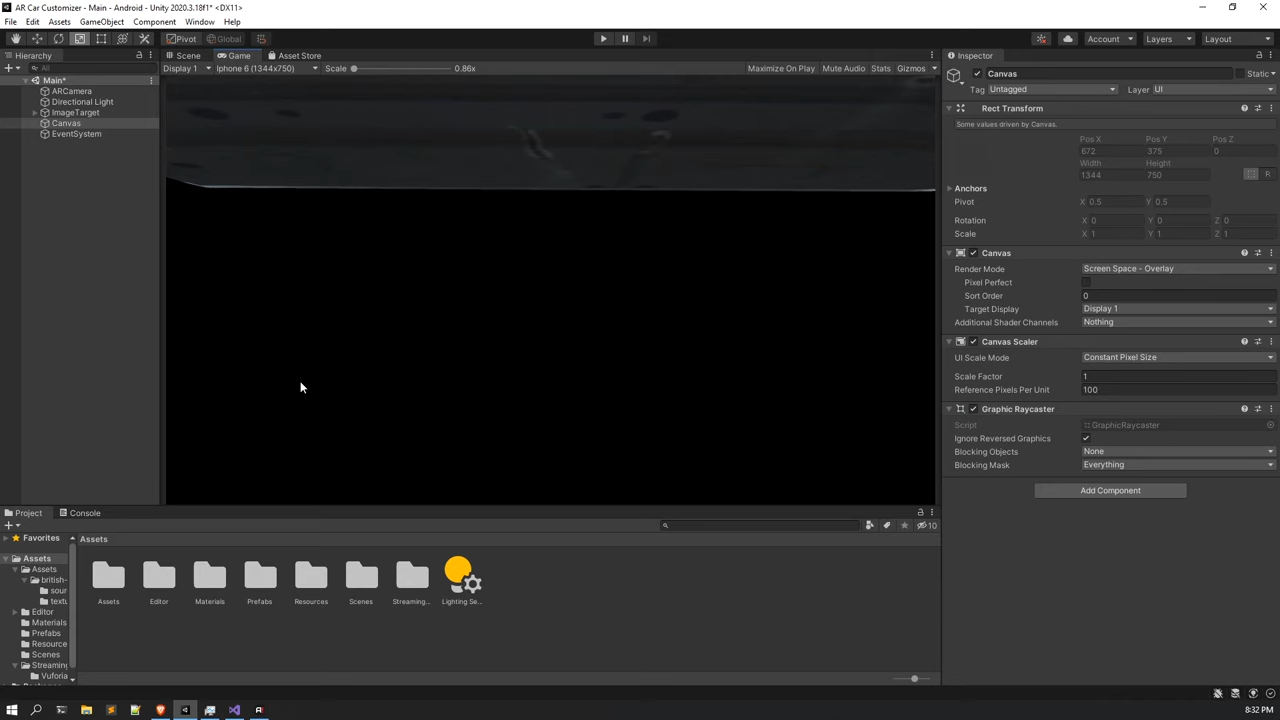 AR Car Customizer - Main - Android - Unity 2020.3.18f1* <DX11>
File Edit Assets GameObject Component Window Help
Pivot Global Account Layers Layout
Hierarchy Scene Game Asset Store Inspector
All Display 1 Iphone 6 (1344x750) Scale 0.86x Maximize On Play Mute Audio Stats Gizmos
Canvas Static
Tag Untagged Layer UI
Main*
ARCamera
Directional Light
ImageTarget
Canvas
EventSystem
Rect Transform
Some values driven by Canvas.
Pos X Pos Y Pos Z
672 375 0
Width Height
1344 750 R
Anchors
Pivot X 0.5 Y 0.5
Rotation X 0 Y 0 Z 0
Scale X 1 Y 1 Z 1
Canvas
Render Mode Screen Space - Overlay
Pixel Perfect
Sort Order 0
Target Display Display 1
Additional Shader Channels Nothing
Canvas Scaler
UI Scale Mode Constant Pixel Size
Scale Factor 1
Reference Pixels Per Unit 100
Graphic Raycaster
Script GraphicRaycaster
Ignore Reversed Graphics
Blocking Objects None
Blocking Mask Everything
Add Component
Project Console
10
Favorites
Assets
Assets
british-
sour
textu
Editor
Materials
Prefabs
Resource
Scenes
Streaming
Vuforia
Assets
Assets Editor Materials Prefabs Resources Scenes Streaming... Lighting Se...
8:32 PM